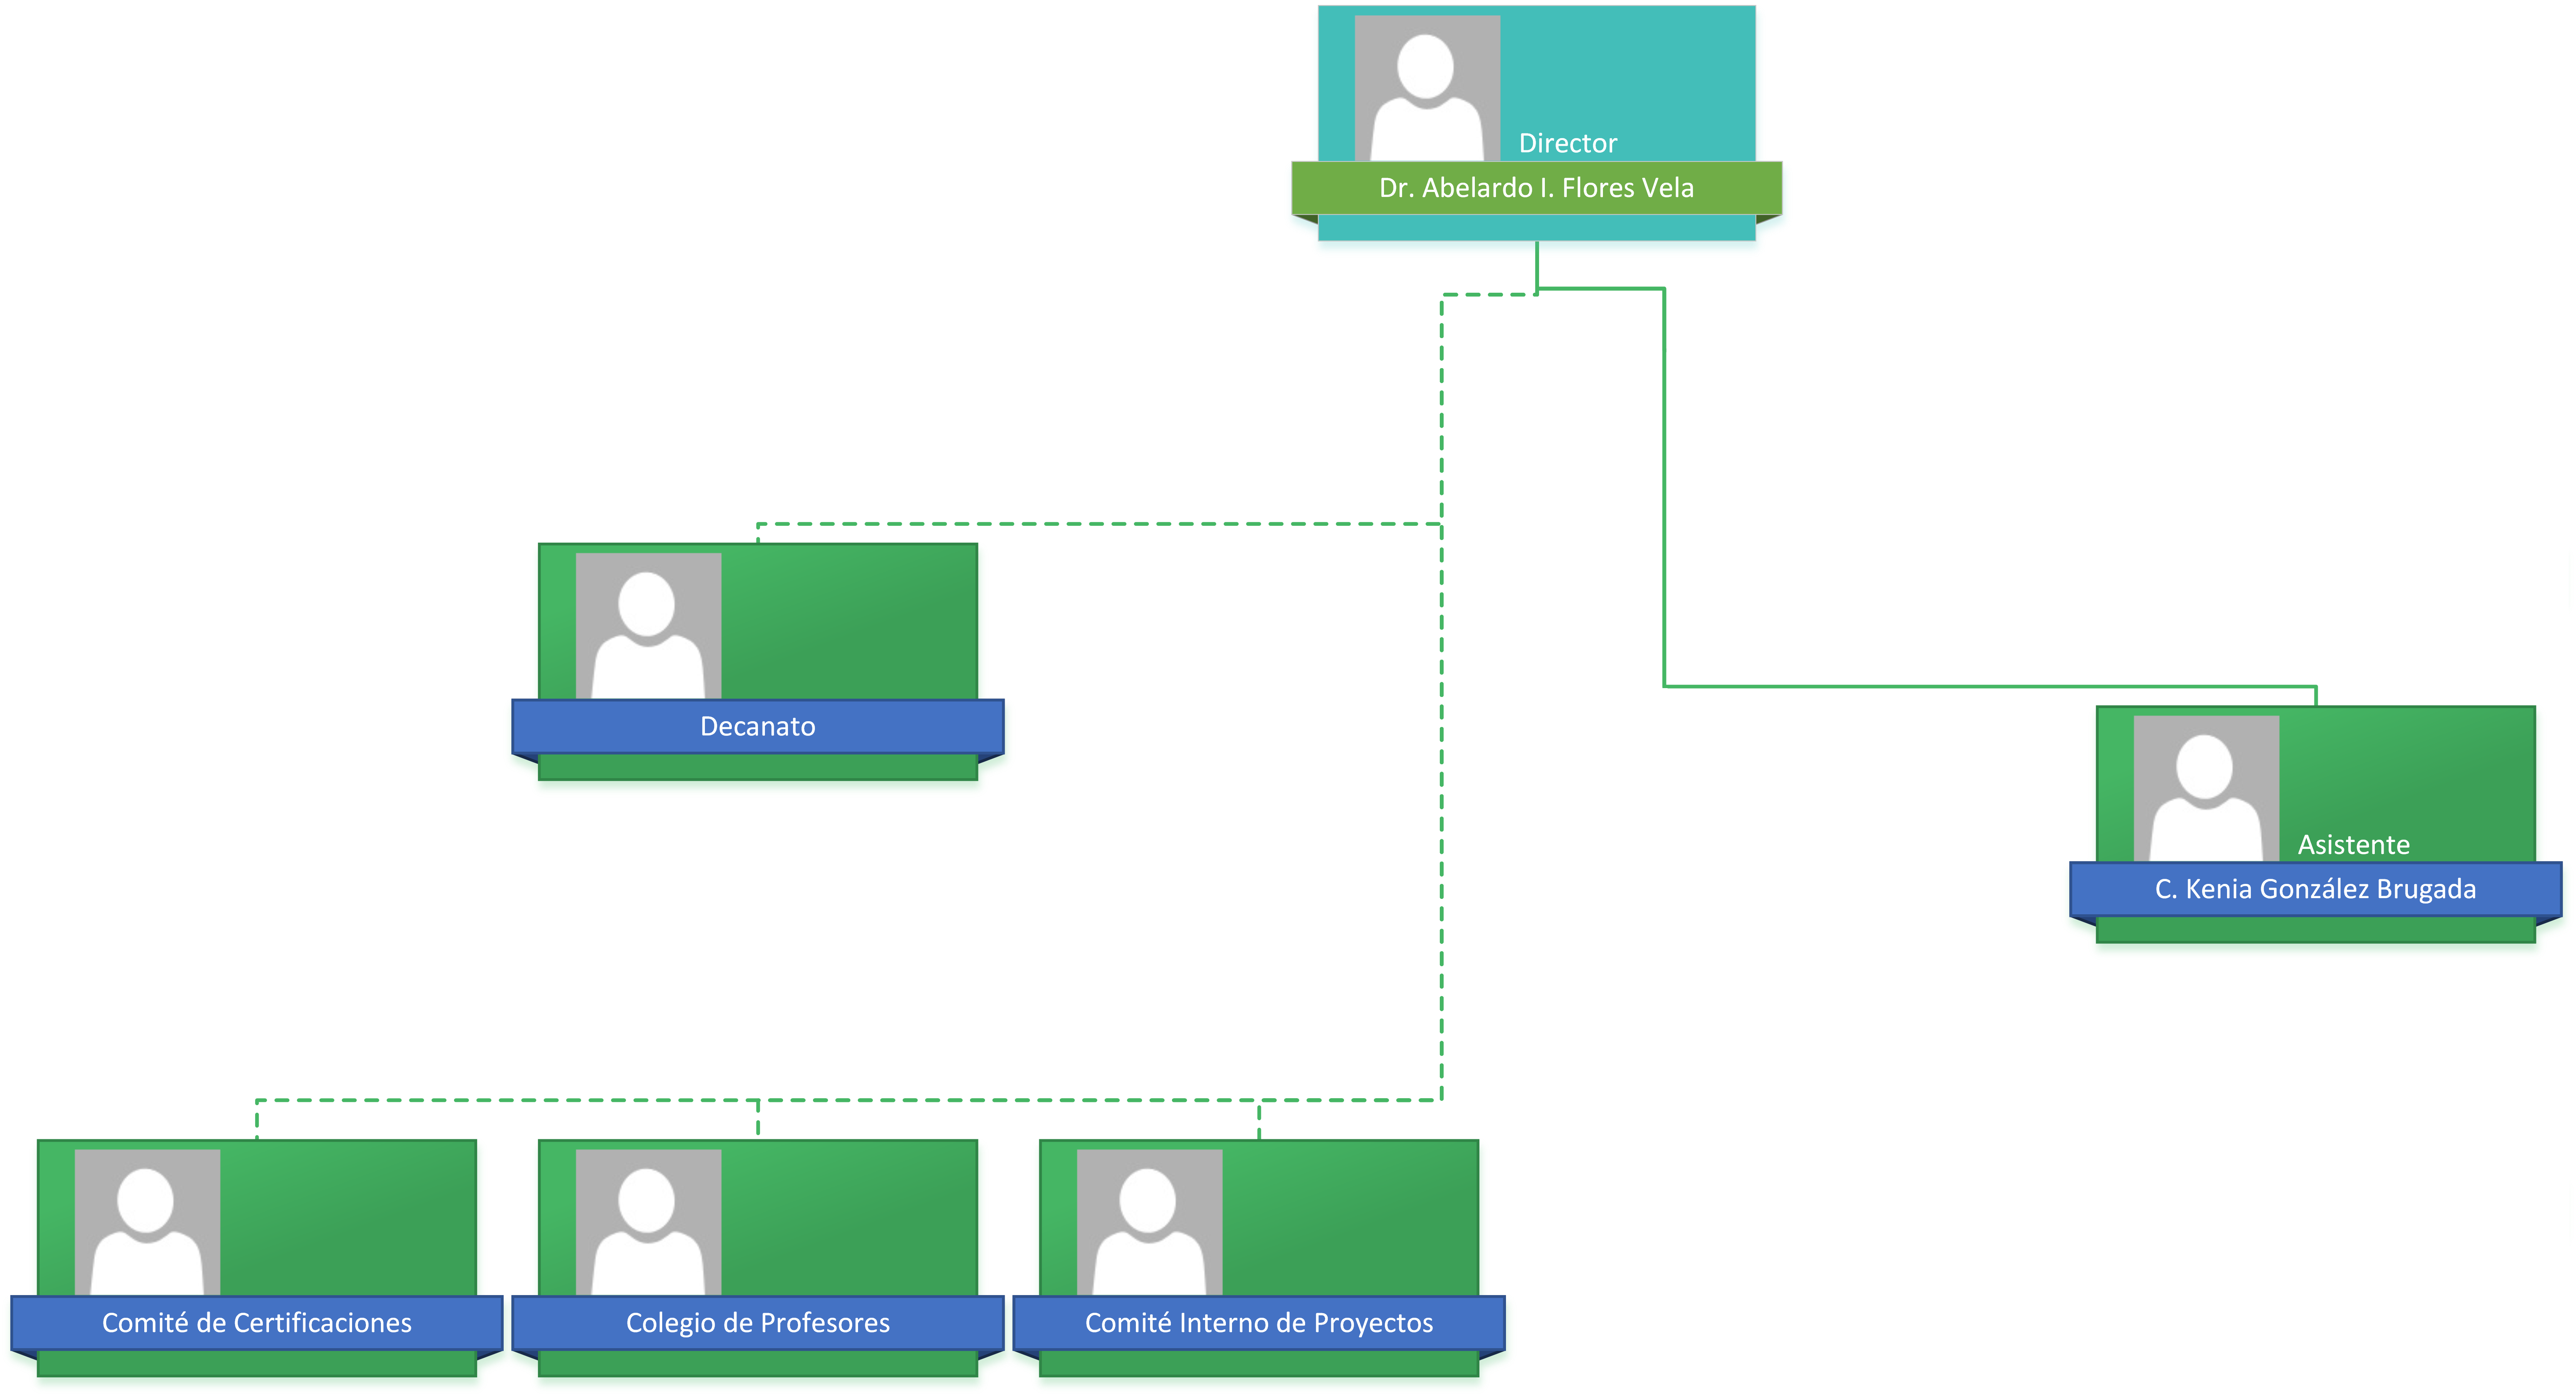 Director
Dr. Abelardo I. Flores Vela
Decanato
Asistente
C. Kenia González Brugada
Comité de Certificaciones
Colegio de Profesores
Comité Interno de Proyectos